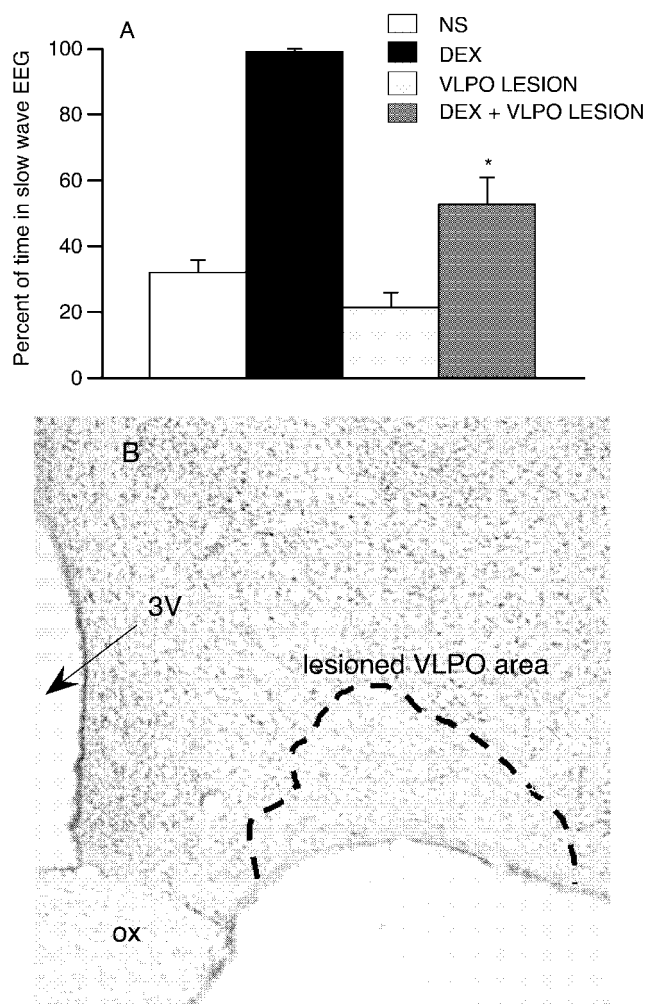 A
NS
DEX
VLPO LESION
DEX + VLPO LESION
Percent of time in slow wave EEG
100
80
60
40
20
0
*
B
3V
lesioned VLPO area
ox